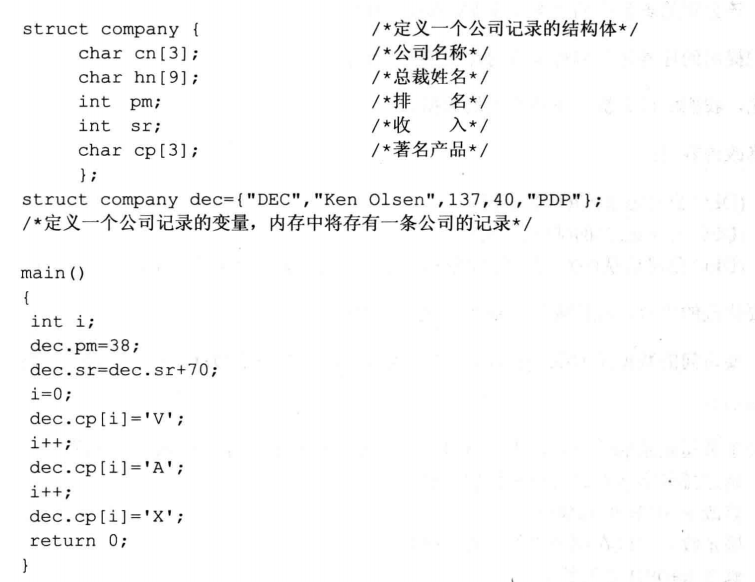 struct company { /*定义一个公司记录的结构体*/
char cn[3]; /*公司名称*/
char hn[9]; /*总裁姓名*/
int pm; /*排 名*/
int sr; /*收 入*/
char cp[3]; /*著名产品*/
};
struct company dec={"DEC","Ken Olsen",137,40,"PDP"};
/*定义一个公司记录的变量，内存中将存有一条公司的记录*/
main()
{
int i;
dec.pm=38;
dec.sr=dec.sr+70;
i=0;
dec.cp[i]='V';
i++;
dec.cp[i]='A';
i++;
dec.cp[i]='X';
return 0;
}